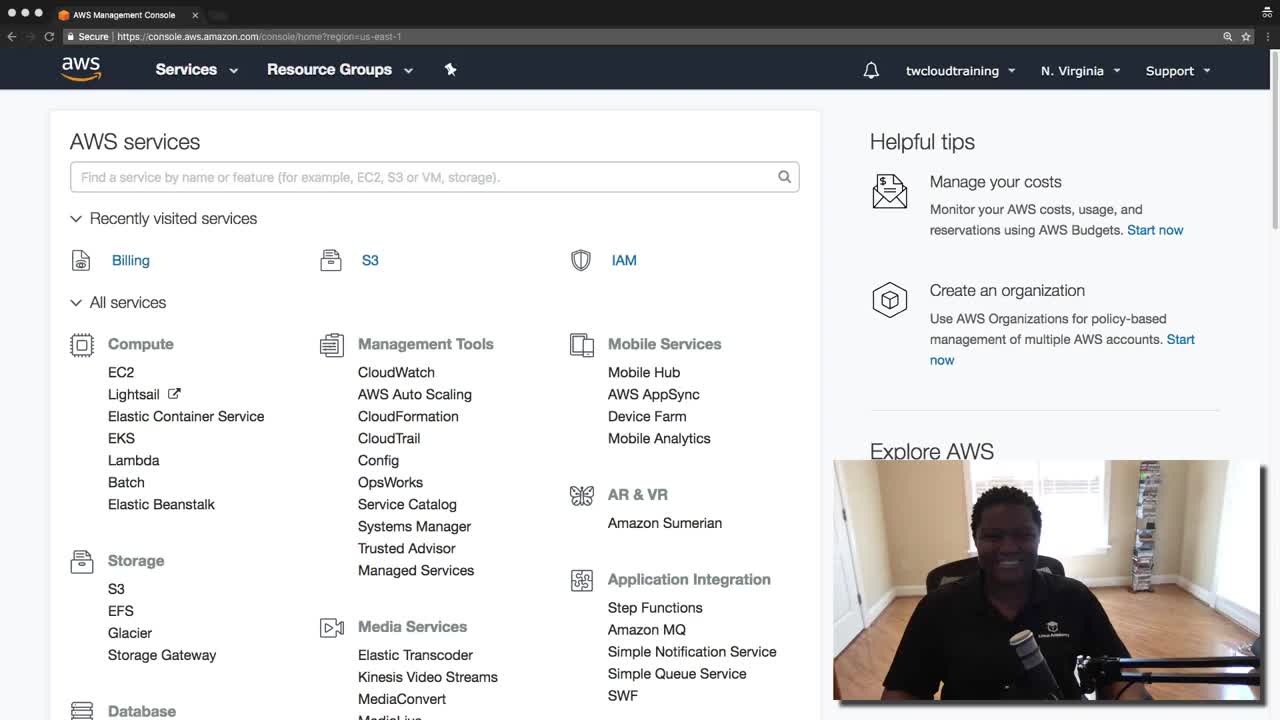 AWS Management Console
Secure | https://console.aws.amazon.com/console/home?region=us-east-1
aws
Services
Resource Groups
twcloudtraining
N. Virginia
Support
AWS services
Find a service by name or feature (for example, EC2, S3 or VM, storage).
Recently visited services
Billing
S3
IAM
All services
Compute
EC2
Lightsail
Elastic Container Service
EKS
Lambda
Batch
Elastic Beanstalk
Storage
S3
EFS
Glacier
Storage Gateway
Database
Management Tools
CloudWatch
AWS Auto Scaling
CloudFormation
CloudTrail
Config
OpsWorks
Service Catalog
Systems Manager
Trusted Advisor
Managed Services
Media Services
Elastic Transcoder
Kinesis Video Streams
MediaConvert
MediaLive
Mobile Services
Mobile Hub
AWS AppSync
Device Farm
Mobile Analytics
AR & VR
Amazon Sumerian
Application Integration
Step Functions
Amazon MQ
Simple Notification Service
Simple Queue Service
SWF
Helpful tips
Manage your costs
Monitor your AWS costs, usage, and
reservations using AWS Budgets. Start now
Create an organization
Use AWS Organizations for policy-based
management of multiple AWS accounts. Start
now
Explore AWS
Linux Academy